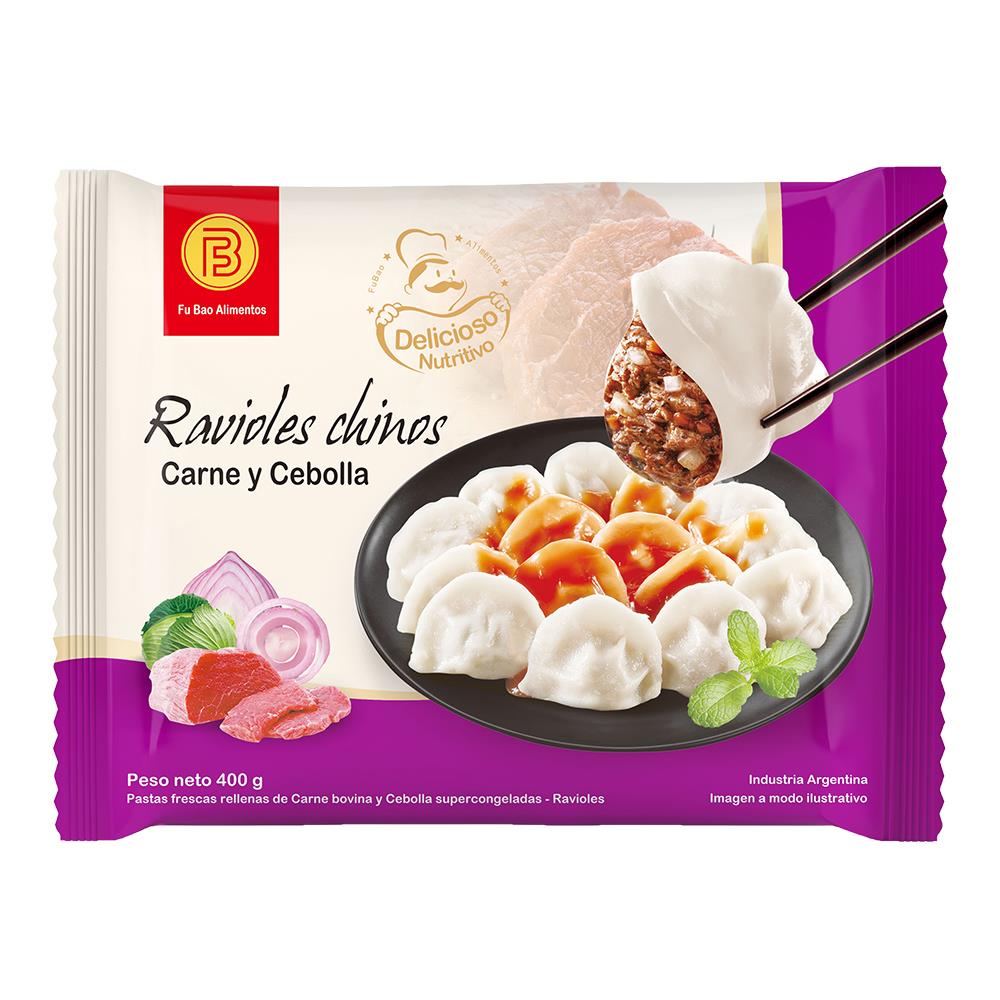 Fu Bao Alimentos
FuBao ★ ★ Alimentos ★
Delicioso
Nutritivo
Ravioles chinos
Carne y Cebolla
Peso neto 400 g
Pastas frescas rellenas de Carne bovina y Cebolla supercongeladas - Ravioles
Industria Argentina
Imagen a modo ilustrativo